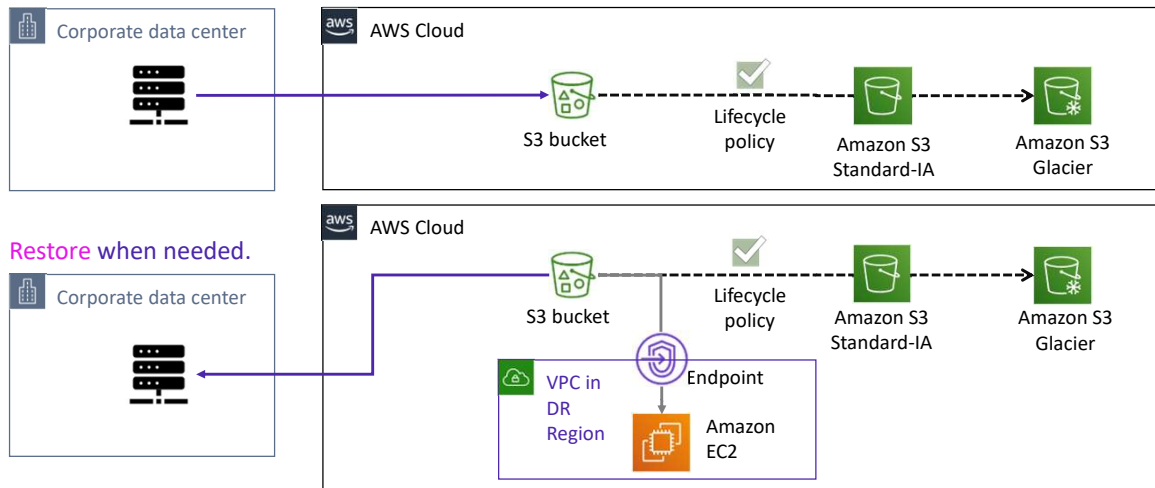 Corporate data center
aws
AWS Cloud
S3 bucket
Lifecycle
policy
Amazon S3
Standard-IA
Amazon S3
Glacier
Restore when needed.
Corporate data center
aws
AWS Cloud
S3 bucket
Lifecycle
policy
Amazon S3
Standard-IA
Amazon S3
Glacier
VPC in
DR
Region
Endpoint
Amazon
EC2